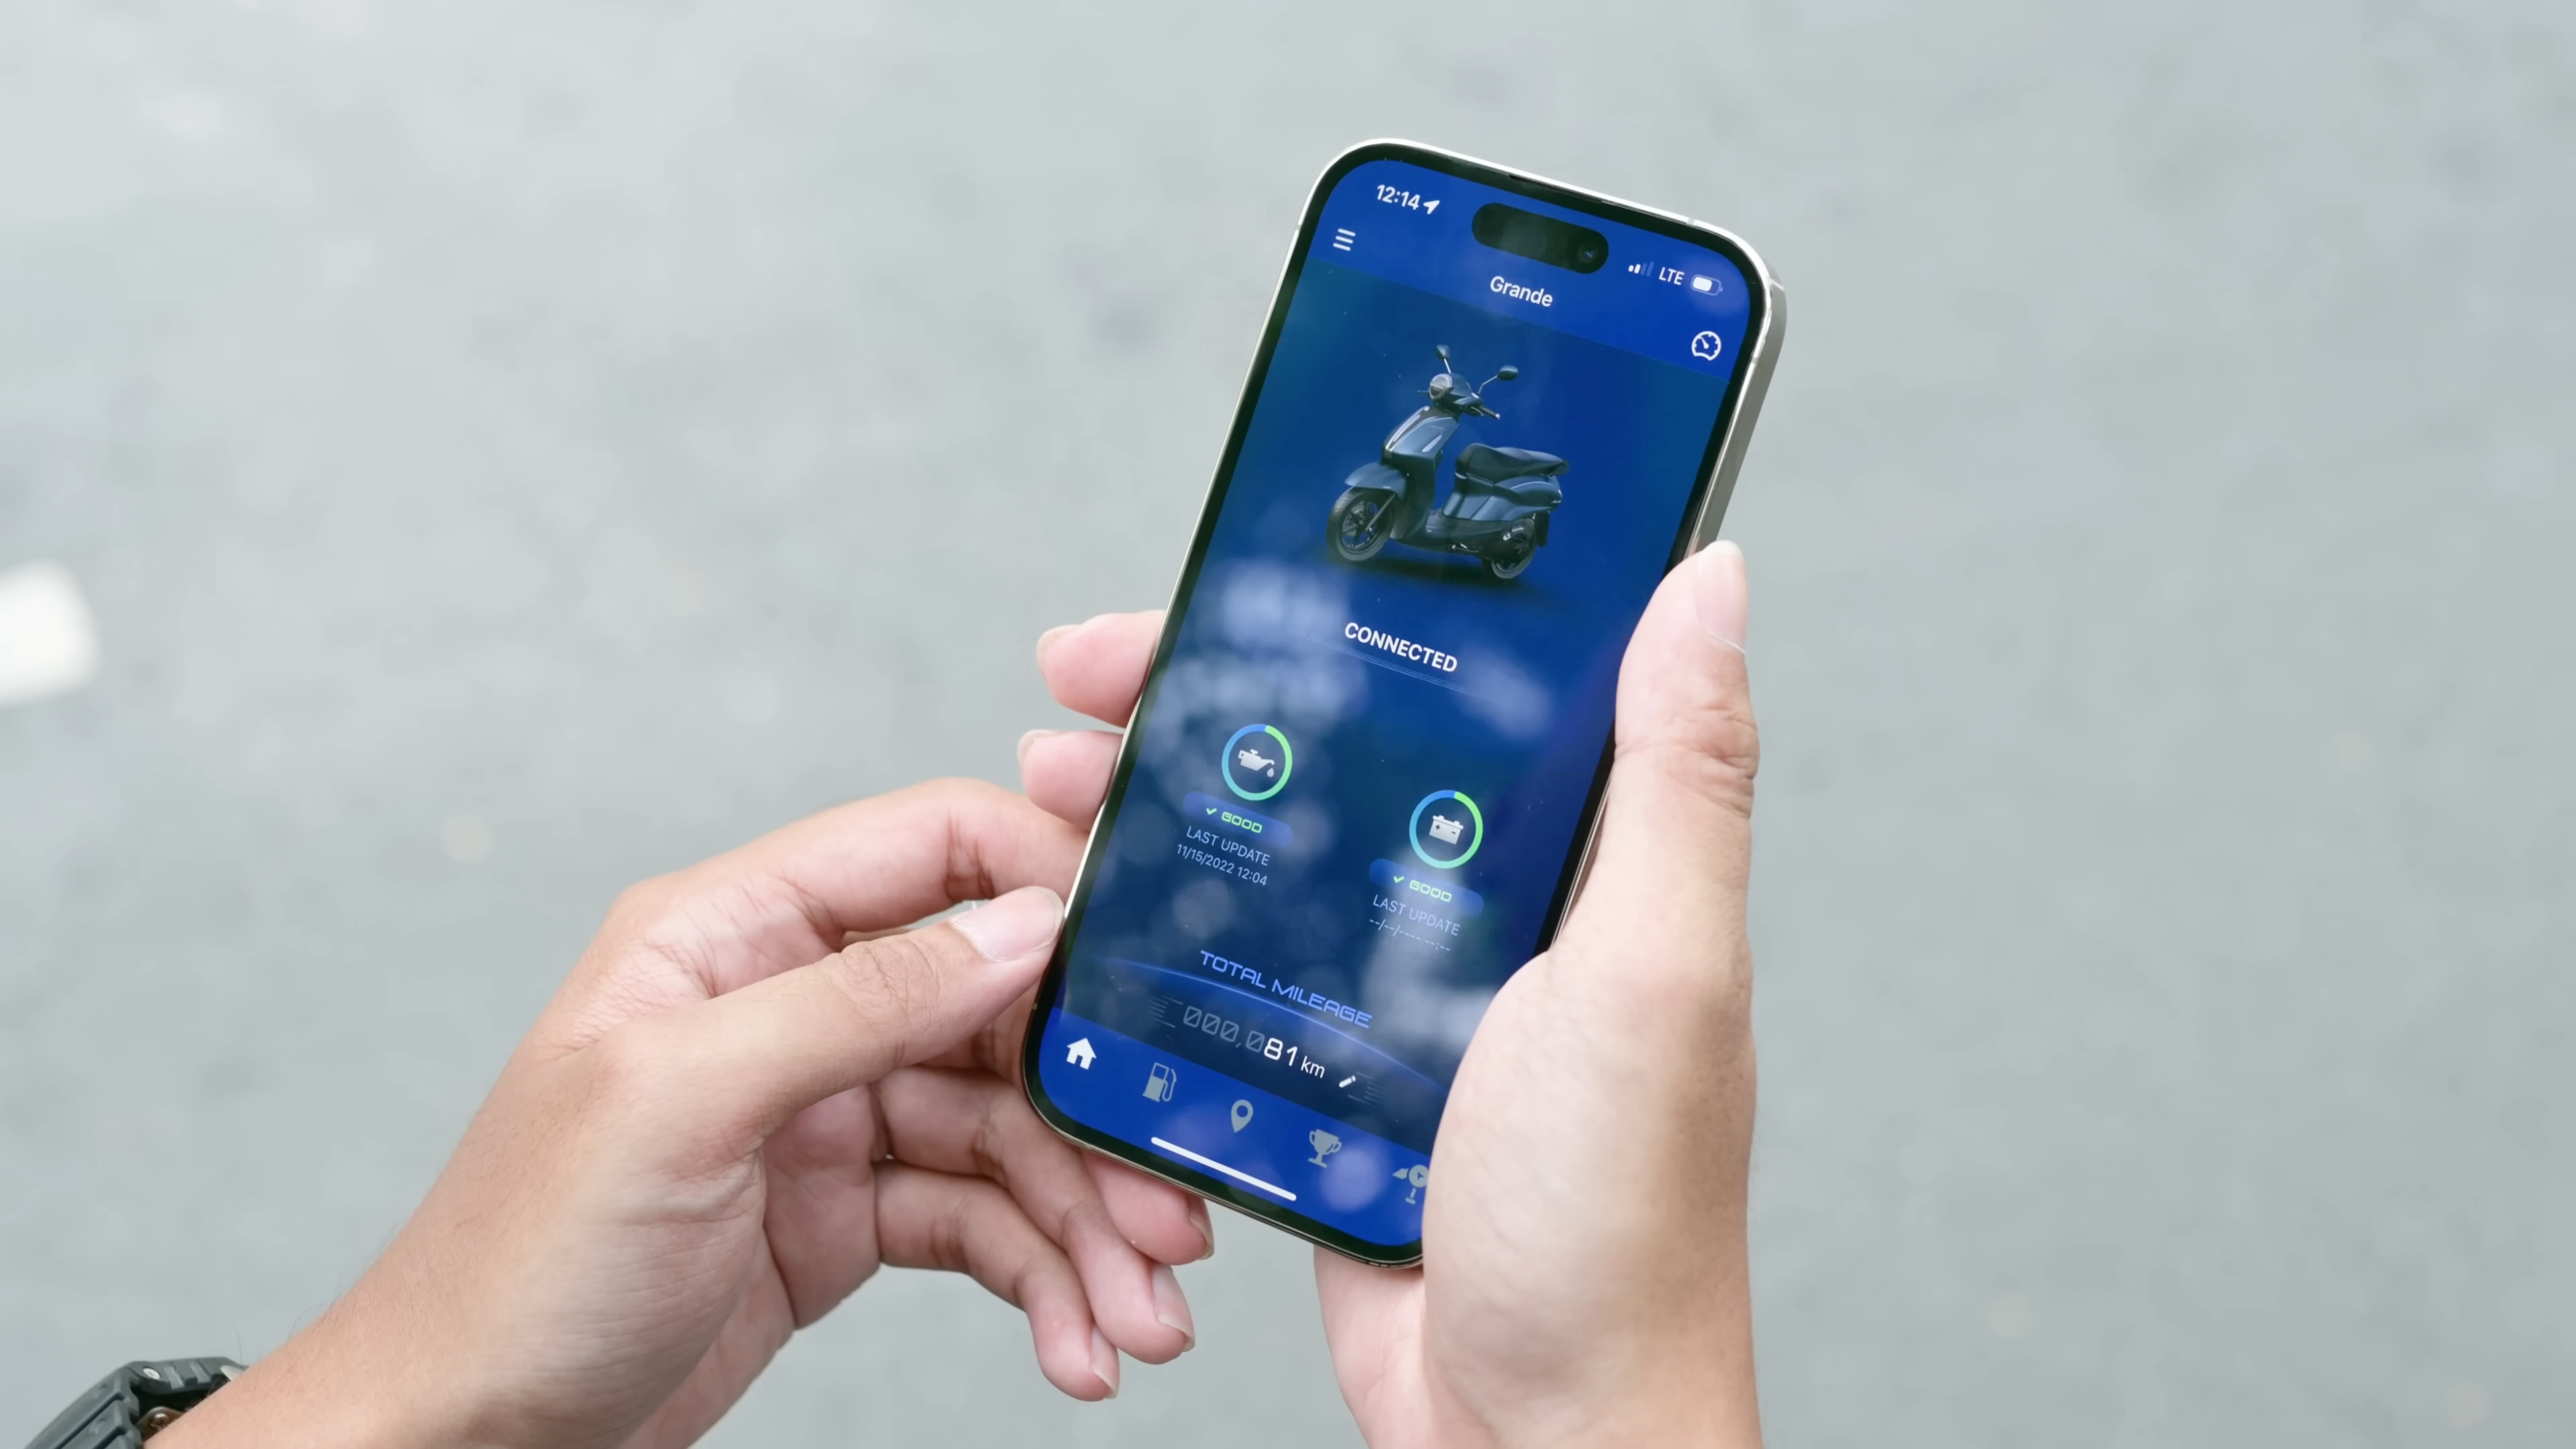 12:14
LTE
Grande
CONNECTED
GOOD
LAST UPDATE
11/15/2022 12:04
GOOD
LAST UPDATE
--/--/---- --:--
TOTAL MILEAGE
000,081 km